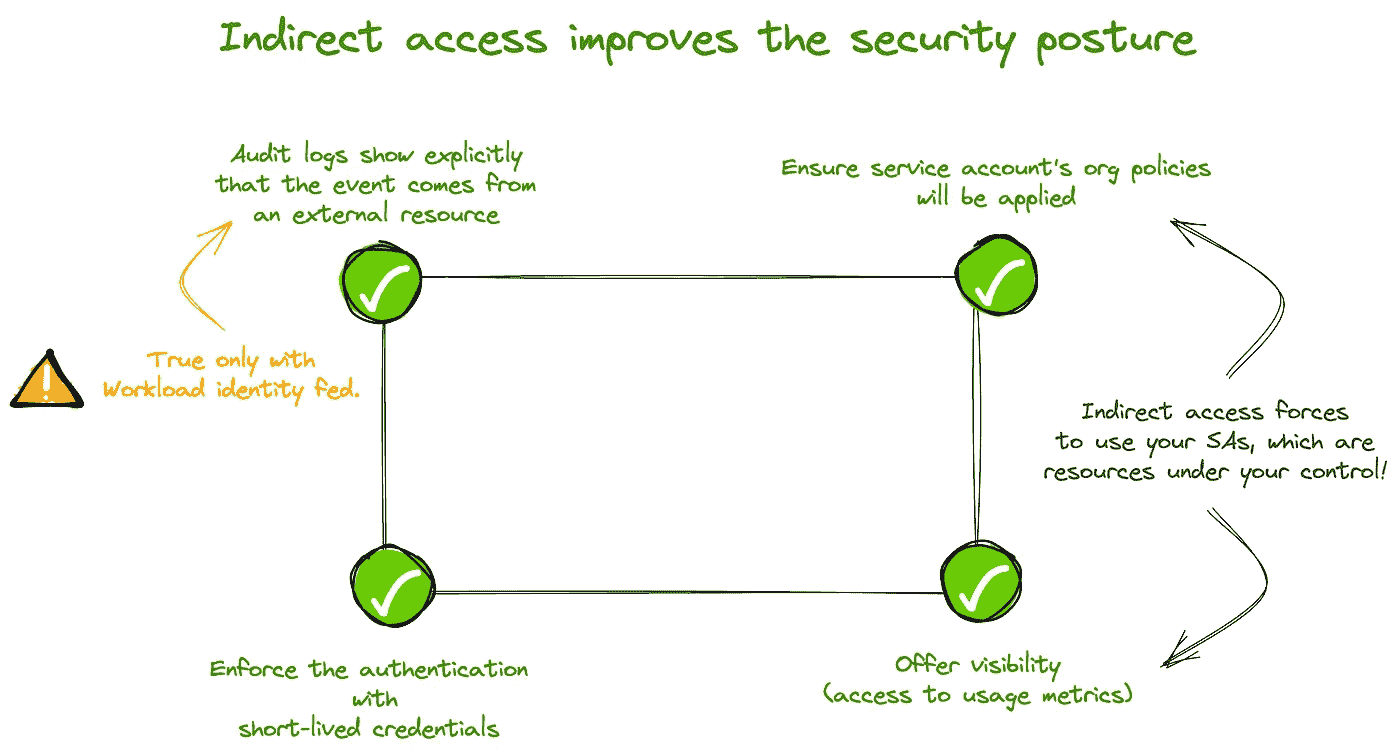 Indirect access improves the security posture
Audit logs show explicitly
that the event comes from
an external resource
Ensure service account's org policies
will be applied
True only with
Workload identity fed.
Indirect access forces
to use your SAs, which are
resources under your control!
Enforce the authentication
with
short-lived credentials
Offer visibility
(access to usage metrics)